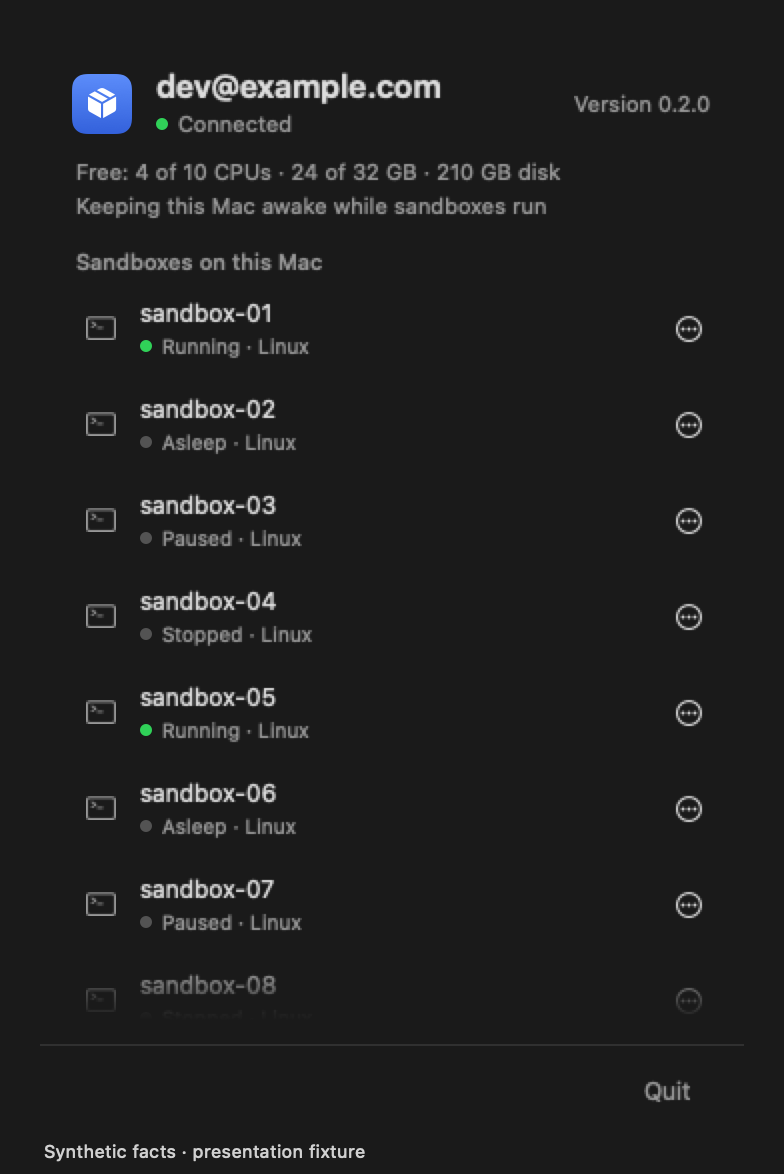 dev@example.com
Connected
Version 0.2.0
Free: 4 of 10 CPUs · 24 of 32 GB · 210 GB disk
Keeping this Mac awake while sandboxes run
Sandboxes on this Mac
sandbox-01
Running · Linux
sandbox-02
Asleep · Linux
sandbox-03
Paused · Linux
sandbox-04
Stopped · Linux
sandbox-05
Running · Linux
sandbox-06
Asleep · Linux
sandbox-07
Paused · Linux
sandbox-08
Quit
Synthetic facts · presentation fixture